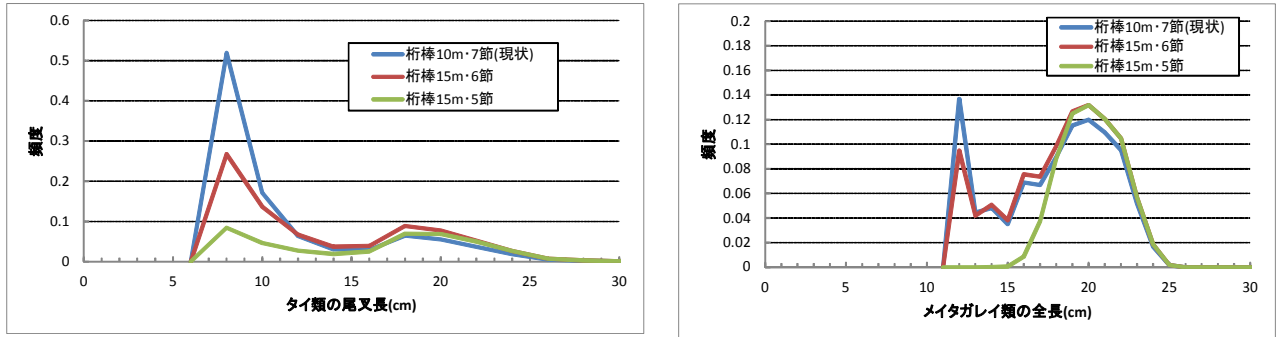 0.6
0.5
0.4
0.3
0.2
0.1
0
頻度
桁棒10m・7節(現状)
桁棒15m・6節
桁棒15m・5節
0 5 10 15 20 25 30
タイ類の尾叉長(cm)
0.2
0.18
0.16
0.14
0.12
0.1
0.08
0.06
0.04
0.02
0
頻度
桁棒10m・7節(現状)
桁棒15m・6節
桁棒15m・5節
0 5 10 15 20 25 30
メイタガレイ類の全長(cm)